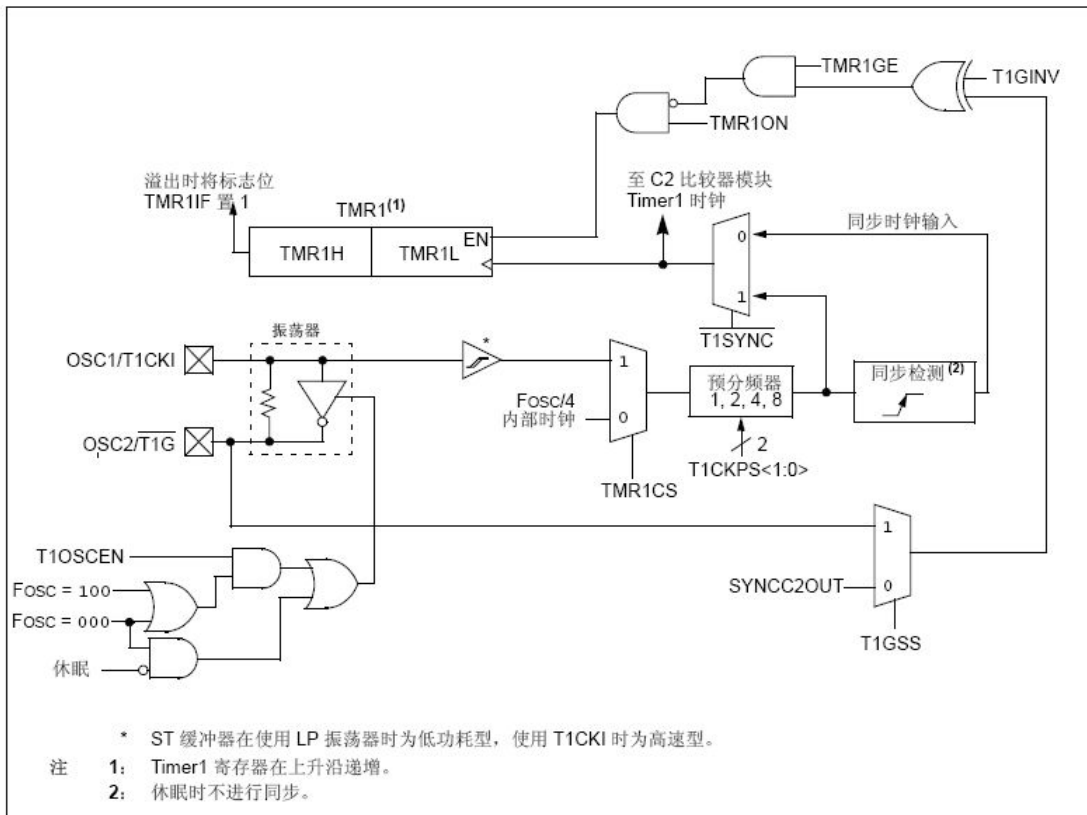 TMR1GE
T1GINV
TMR1ON
溢出时将标志位
TMR1IF 置 1
TMR1(1)
至 C2 比较器模块
Timer1 时钟
同步时钟输入
EN
TMR1H
TMR1L
0
1
T1SYNC
振荡器
OSC1/T1CKI
*
1
FOSC/4
内部时钟
0
预分频器
1, 2, 4, 8
同步检测(2)
OSC2/T1G
2
T1CKPS<1:0>
TMR1CS
T1OSCEN
FOSC = 100
FOSC = 000
休眠
1
SYNCC2OUT
0
T1GSS
* ST 缓冲器在使用 LP 振荡器时为低功耗型，使用 T1CKI 时为高速型。
注 1: Timer1 寄存器在上升沿递增。
2: 休眠时不进行同步。